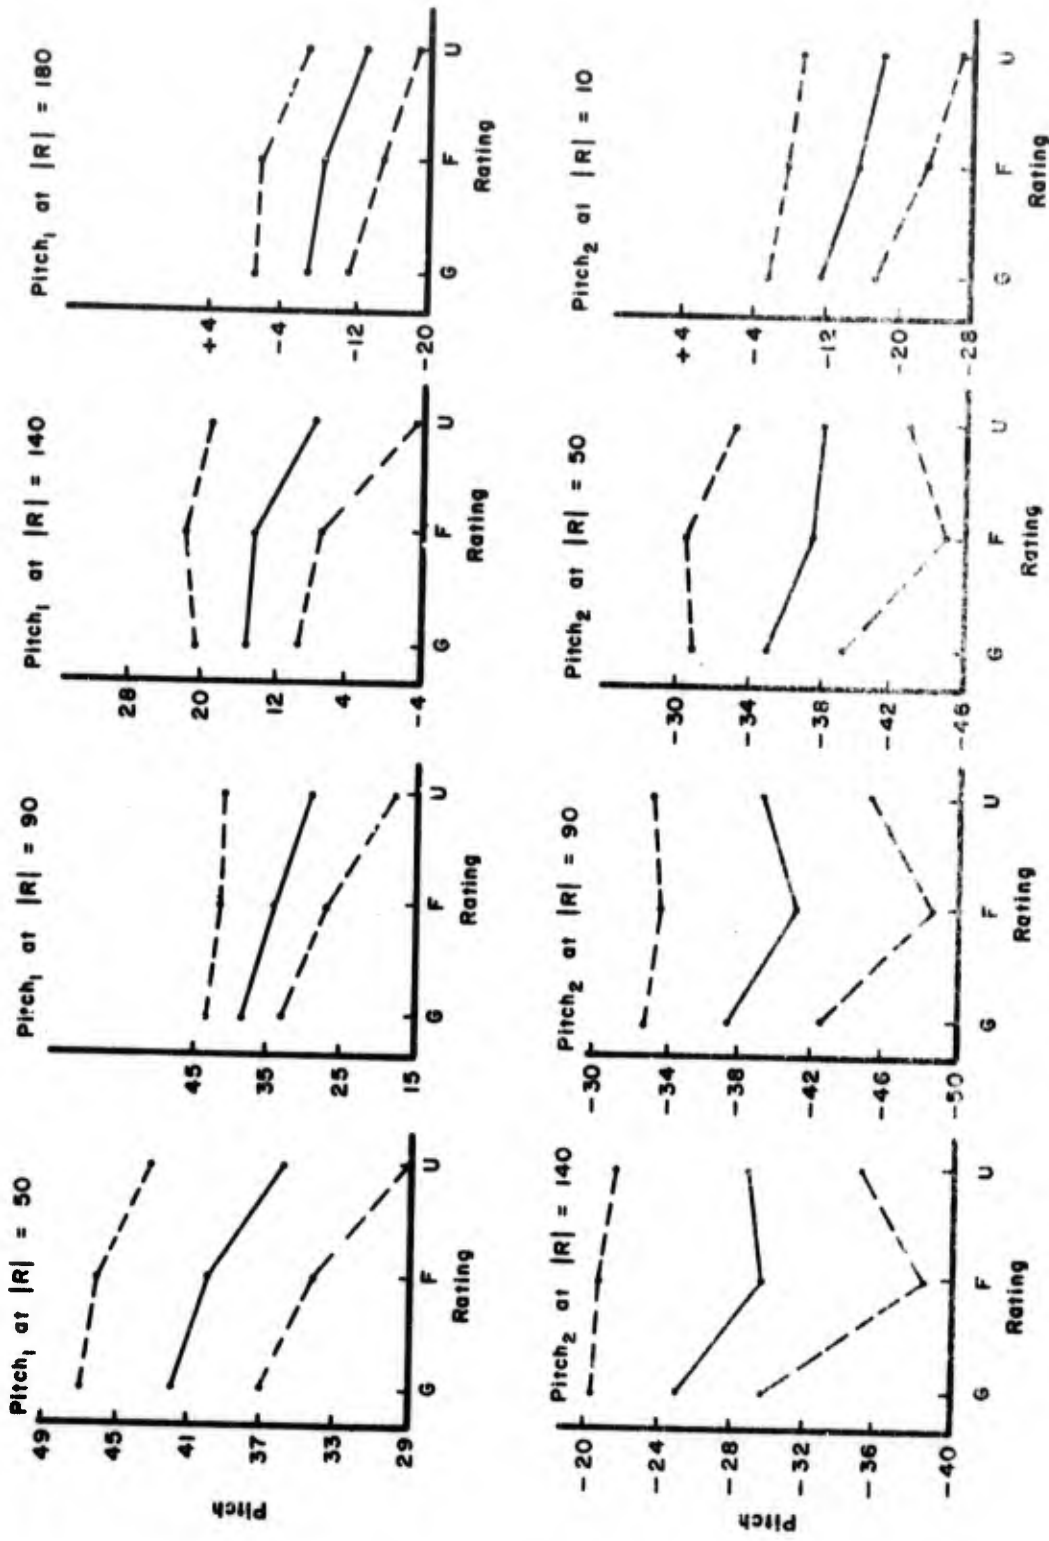 Pitch₁ at |R| = 50
Pitch
49
45
41
37
33
29
G F U
Rating
Pitch₁ at |R| = 90
45
35
25
15
G F U
Rating
Pitch₁ at |R| = 140
28
20
12
4
-4
G F U
Rating
Pitch₁ at |R| = 180
+4
-4
-12
-20
G F U
Rating
Pitch₂ at |R| = 140
Pitch
-20
-24
-28
-32
-36
-40
G F U
Rating
Pitch₂ at |R| = 90
-30
-34
-38
-42
-46
-50
G F U
Rating
Pitch₂ at |R| = 50
-30
-34
-38
-42
-46
G F U
Rating
Pitch₂ at |R| = 10
+4
-4
-12
-20
-28
G F U
Rating